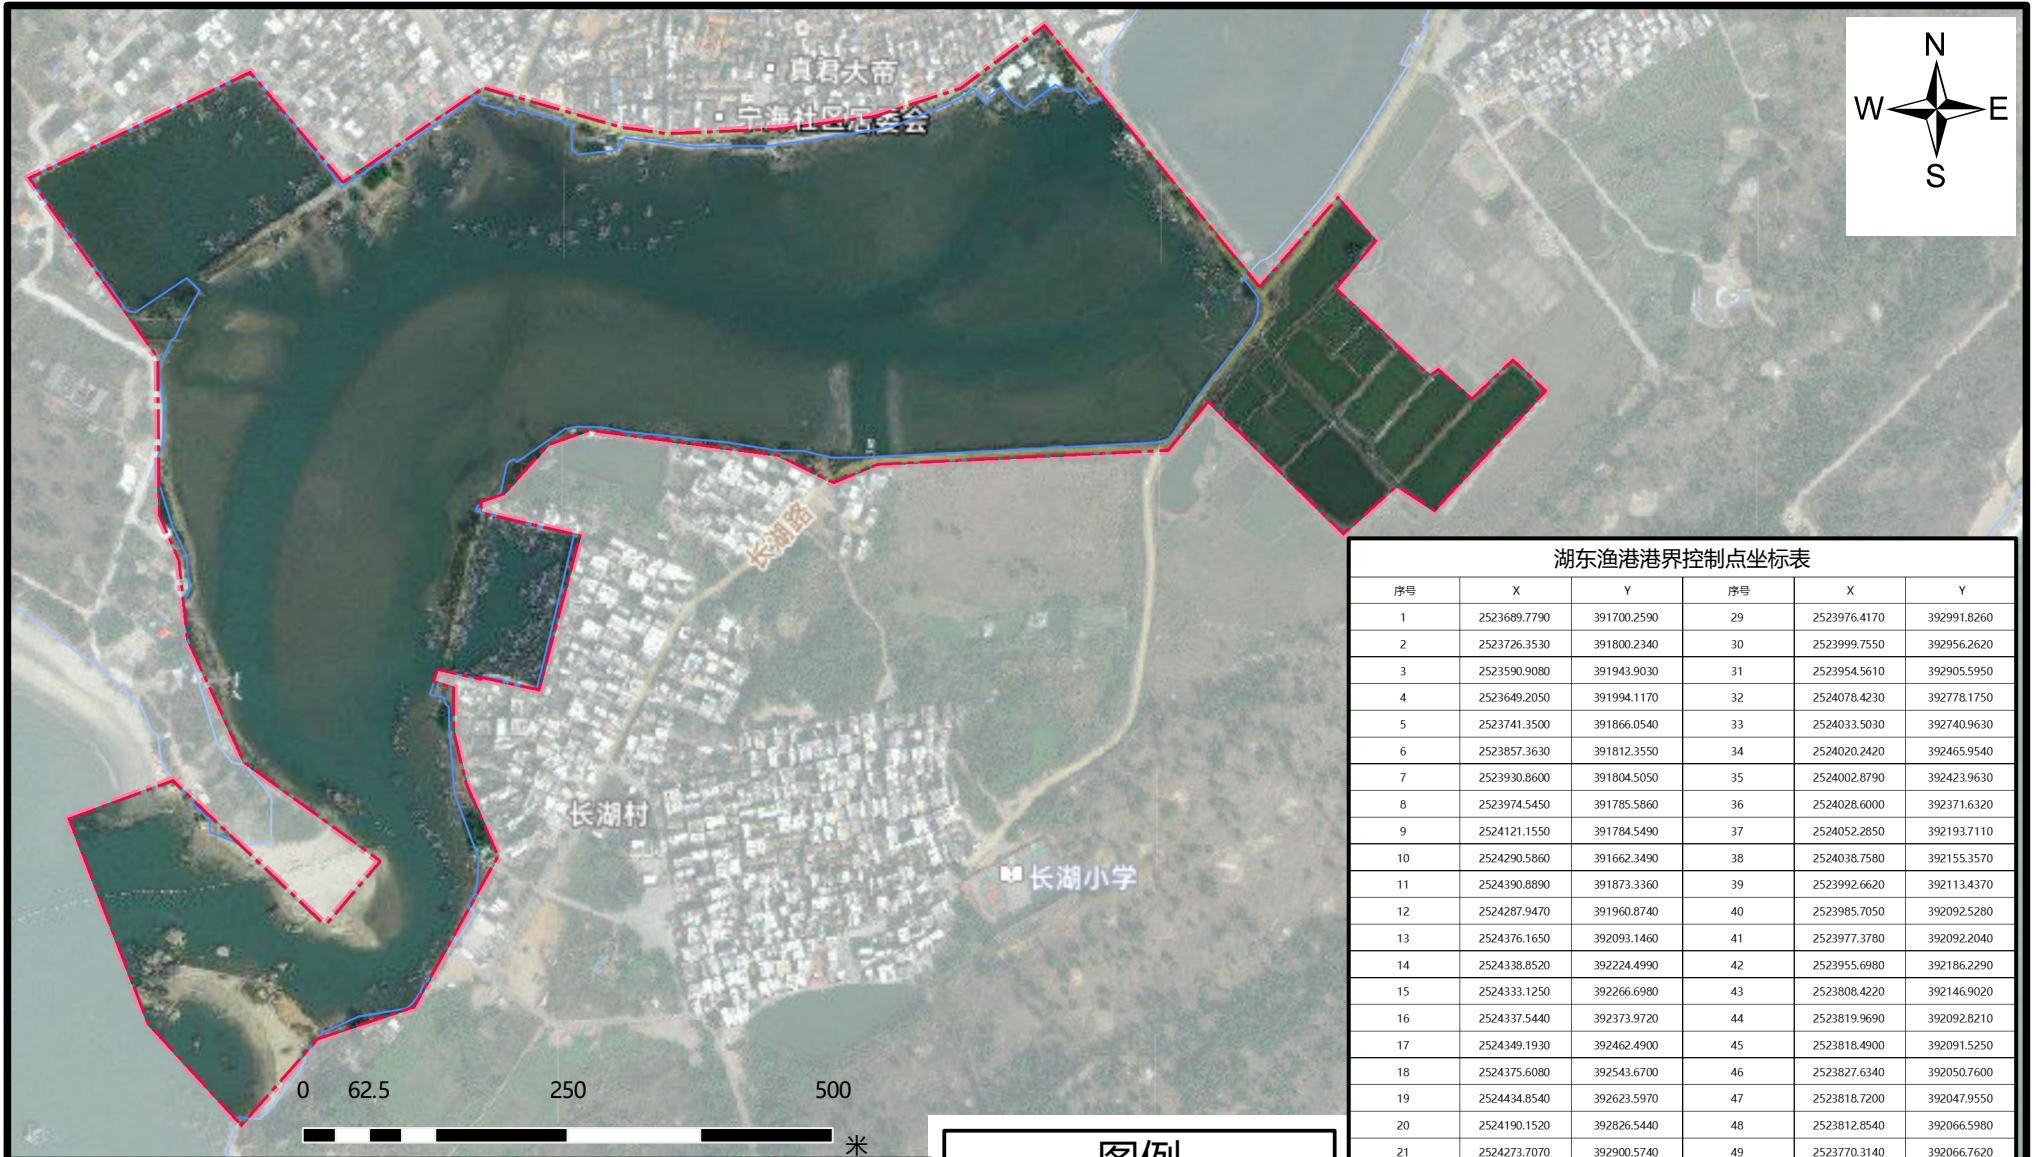 N
W E
S
真君大帝
宁海社区居委会
长湖路
长湖村
长湖小学
0 62.5 250 500
米
图例
湖东渔港港界控制点坐标表
序号 X Y 序号 X Y
1 2523689.7790 391700.2590 29 2523976.4170 392991.8260
2 2523726.3530 391800.2340 30 2523999.7550 392956.2620
3 2523590.9080 391943.9030 31 2523954.5610 392905.5950
4 2523649.2050 391994.1170 32 2524078.4230 392778.1750
5 2523741.3500 391866.0540 33 2524033.5030 392740.9630
6 2523857.3630 391812.3550 34 2524020.2420 392465.9540
7 2523930.8600 391804.5050 35 2524002.8790 392423.9630
8 2523974.5450 391785.5860 36 2524028.6000 392371.6320
9 2524121.1550 391784.5490 37 2524052.2850 392193.7110
10 2524290.5860 391662.3490 38 2524038.7580 392155.3570
11 2524390.8890 391873.3360 39 2523992.6620 392113.4370
12 2524287.9470 391960.8740 40 2523985.7050 392092.5280
13 2524376.1650 392093.1460 41 2523977.3780 392092.2040
14 2524338.8520 392224.4990 42 2523955.6980 392186.2290
15 2524333.1250 392266.6980 43 2523808.4220 392146.9020
16 2524337.5440 392373.9720 44 2523819.9690 392092.8210
17 2524349.1930 392462.4900 45 2523818.4900 392091.5250
18 2524375.6080 392543.6700 46 2523827.6340 392050.7600
19 2524434.8540 392623.5970 47 2523818.7200 392047.9550
20 2524190.1520 392826.5440 48 2523812.8540 392066.5980
21 2524273.7070 392900.5740 49 2523770.3140 392066.7620